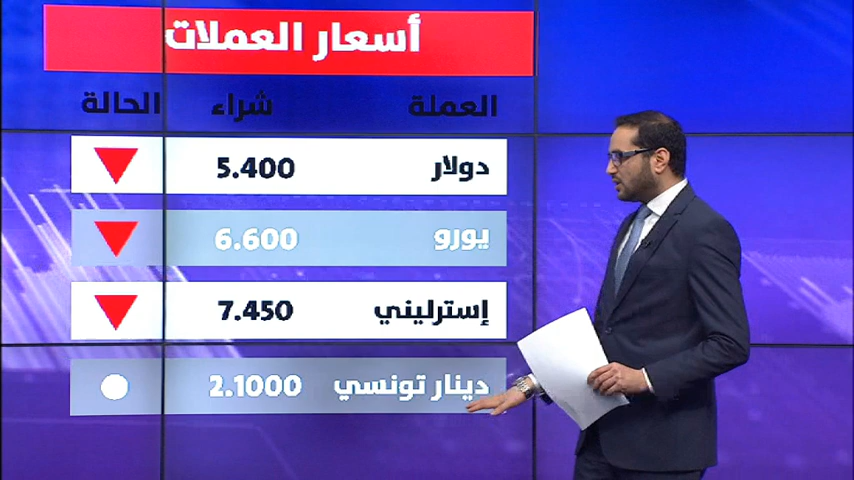 أسعار العملات
العملة شراء الحالة
دولار 5.400
يورو 6.600
إسترليني 7.450
دينار تونسي 2.1000